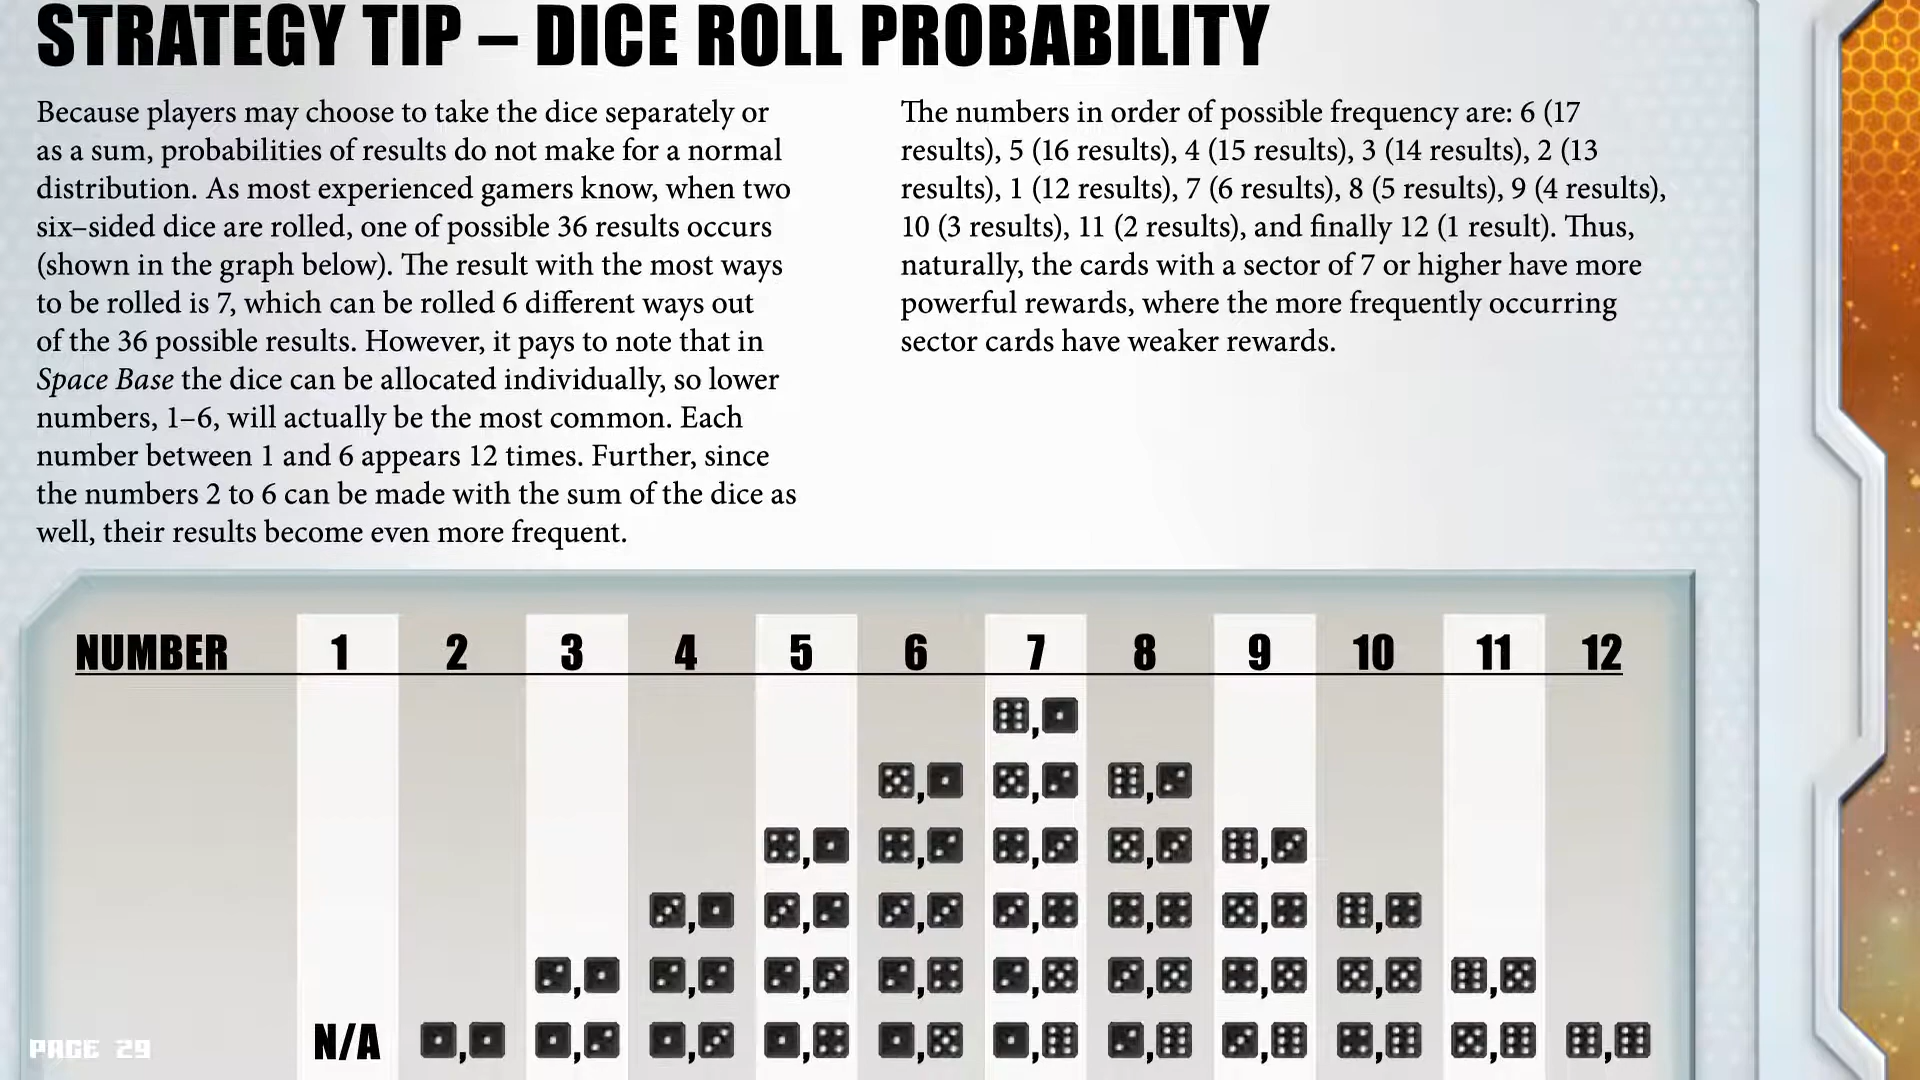 STRATEGY TIP – DICE ROLL PROBABILITY
Because players may choose to take the dice separately or
as a sum, probabilities of results do not make for a normal
distribution. As most experienced gamers know, when two
six–sided dice are rolled, one of possible 36 results occurs
(shown in the graph below). The result with the most ways
to be rolled is 7, which can be rolled 6 different ways out
of the 36 possible results. However, it pays to note that in
Space Base the dice can be allocated individually, so lower
numbers, 1–6, will actually be the most common. Each
number between 1 and 6 appears 12 times. Further, since
the numbers 2 to 6 can be made with the sum of the dice as
well, their results become even more frequent.
The numbers in order of possible frequency are: 6 (17
results), 5 (16 results), 4 (15 results), 3 (14 results), 2 (13
results), 1 (12 results), 7 (6 results), 8 (5 results), 9 (4 results),
10 (3 results), 11 (2 results), and finally 12 (1 result). Thus,
naturally, the cards with a sector of 7 or higher have more
powerful rewards, where the more frequently occurring
sector cards have weaker rewards.
NUMBER 1 2 3 4 5 6 7 8 9 10 11 12
N/A
PAGE 29